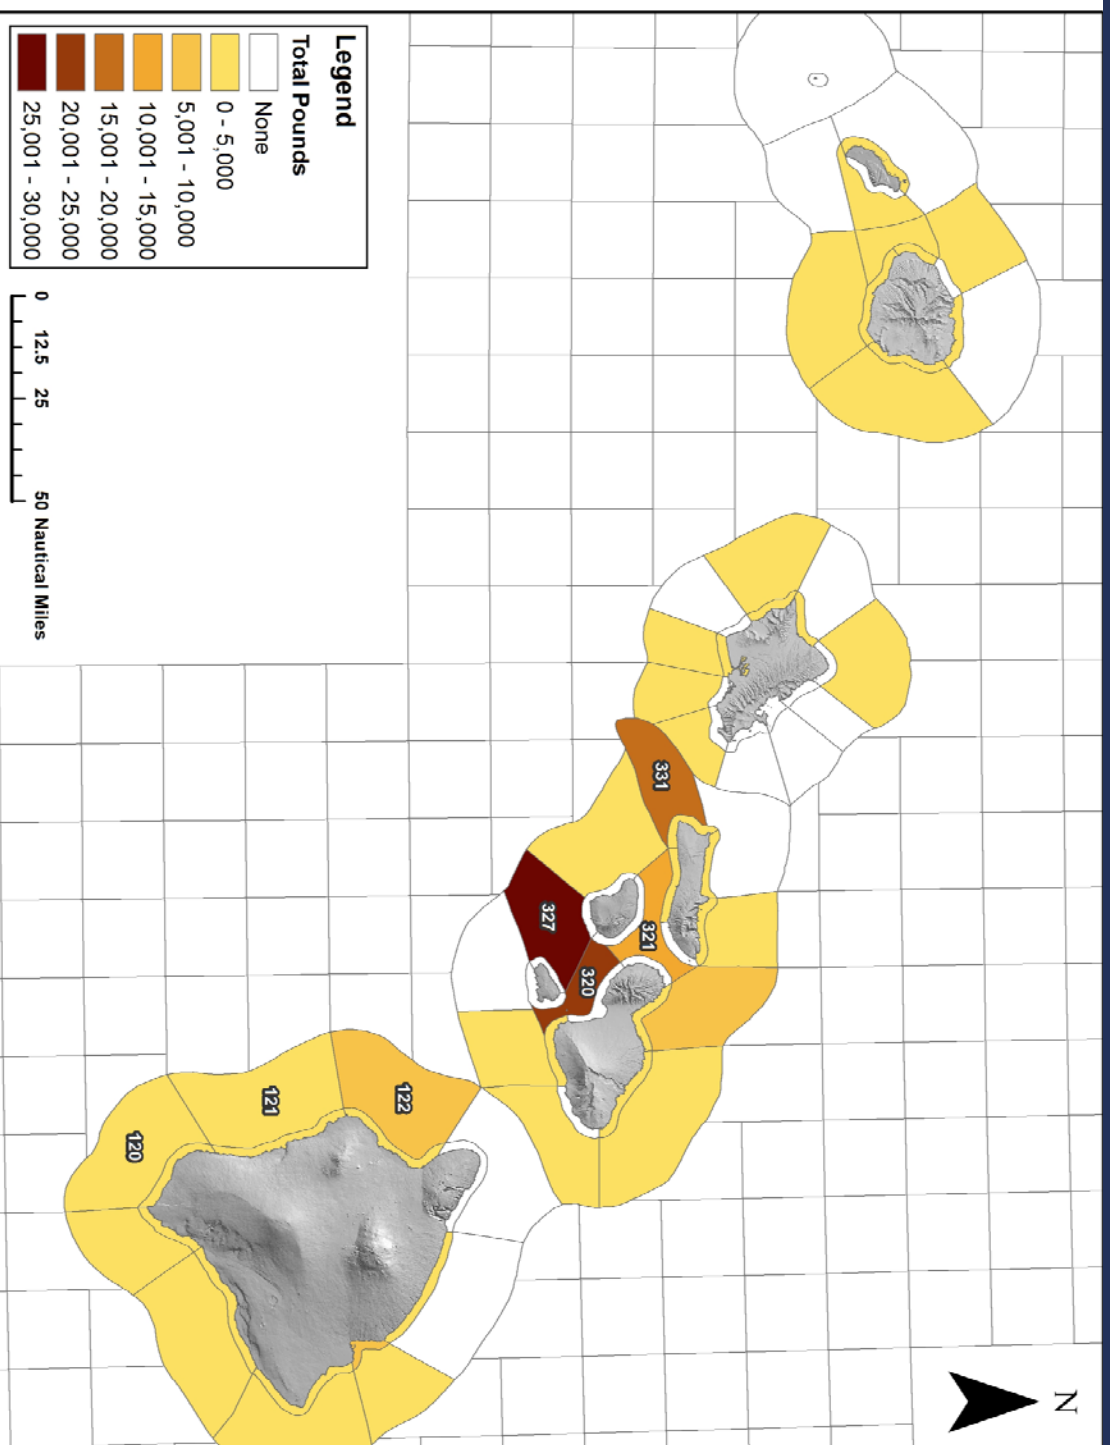 Legend
Total Pounds
None
0 - 5,000
5,001 - 10,000
10,001 - 15,000
15,001 - 20,000
20,001 - 25,000
25,001 - 30,000
0 12.5 25 50 Nautical Miles
331
327
321
320
122
121
120
N